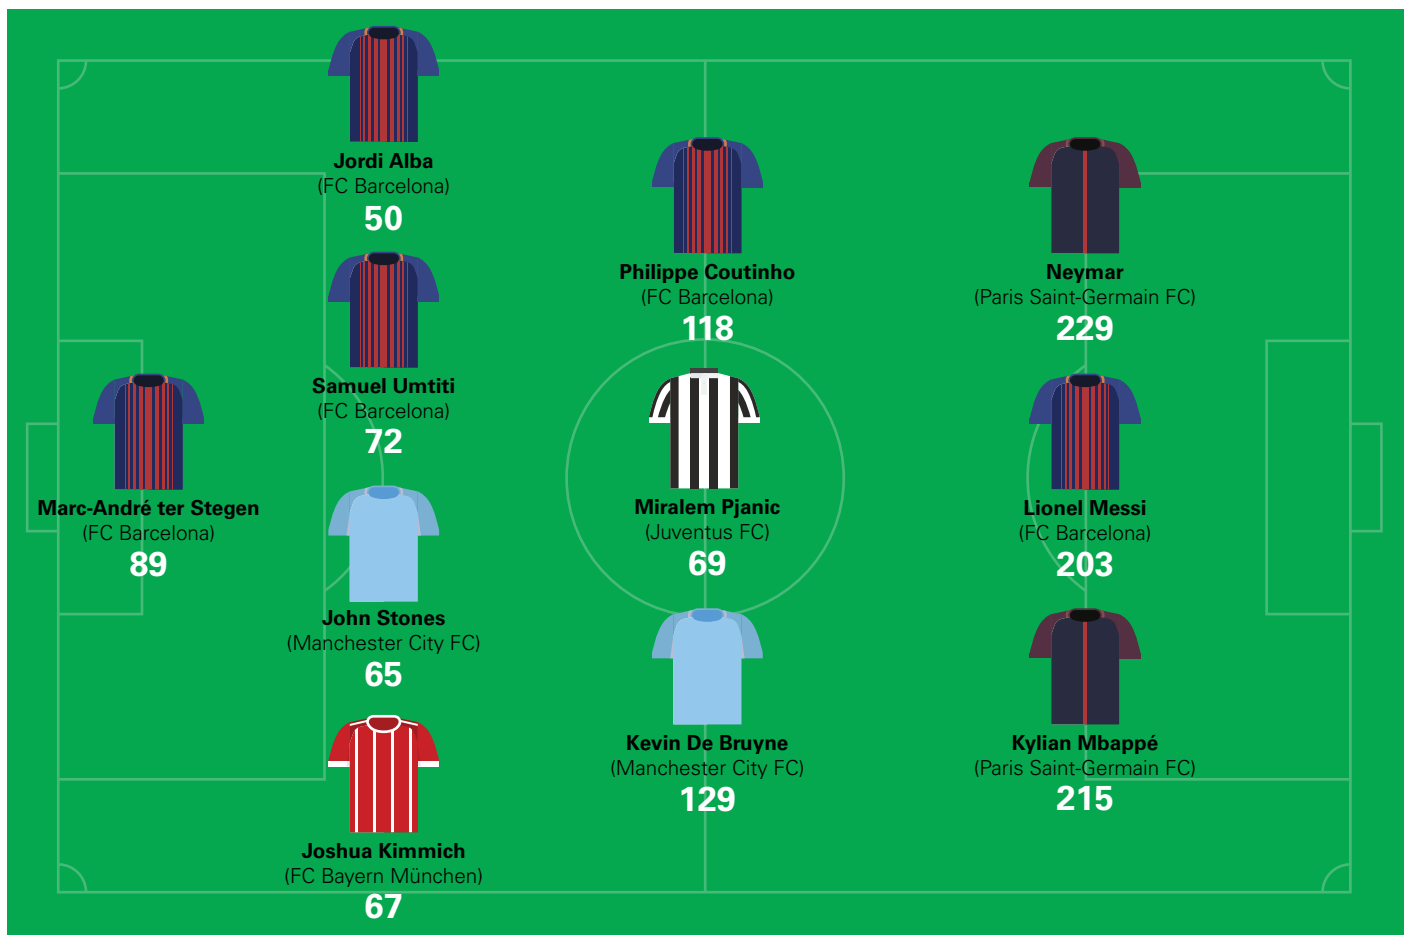 Jordi Alba
(FC Barcelona)
50
Samuel Umtiti
(FC Barcelona)
72
Marc-André ter Stegen
(FC Barcelona)
89
John Stones
(Manchester City FC)
65
Joshua Kimmich
(FC Bayern München)
67
Philippe Coutinho
(FC Barcelona)
118
Miralem Pjanic
(Juventus FC)
69
Kevin De Bruyne
(Manchester City FC)
129
Neymar
(Paris Saint-Germain FC)
229
Lionel Messi
(FC Barcelona)
203
Kylian Mbappé
(Paris Saint-Germain FC)
215